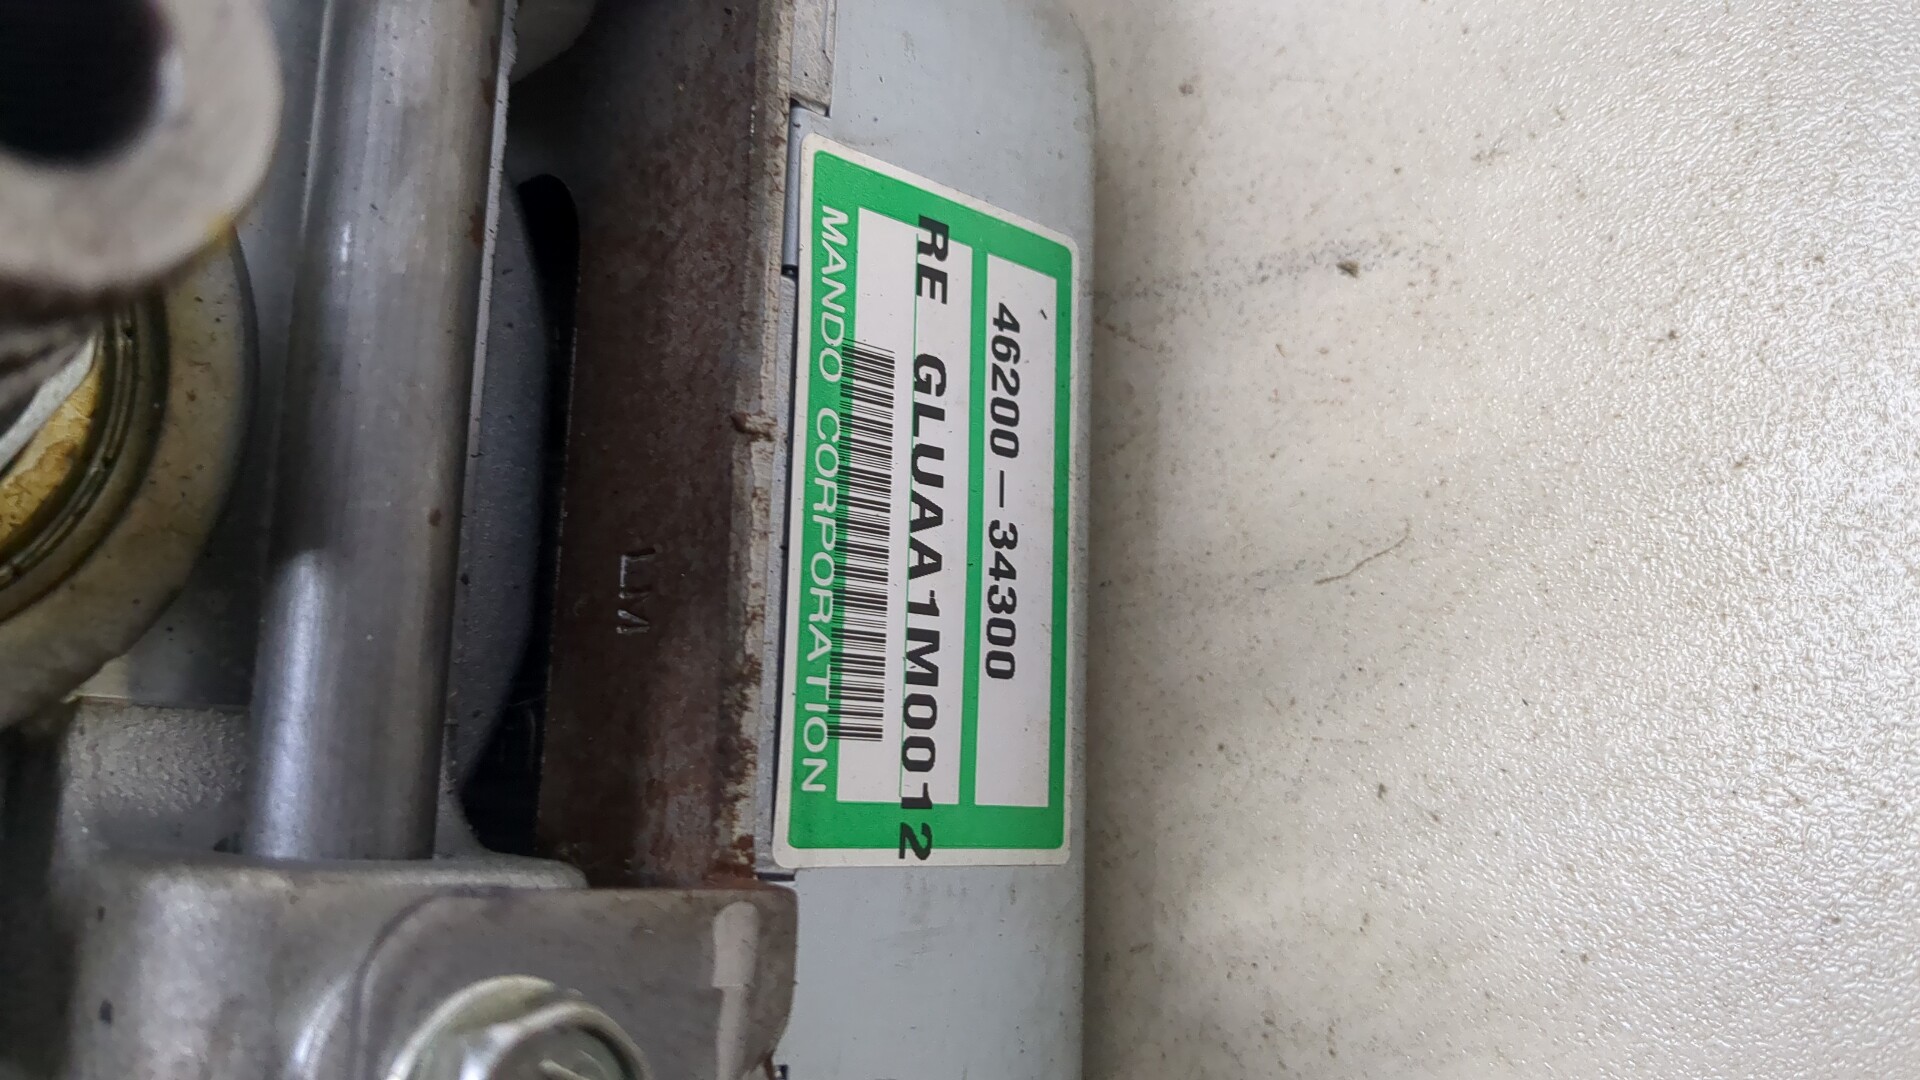 46200-34300
RE GLUAA1M0012
MANDO CORPORATION